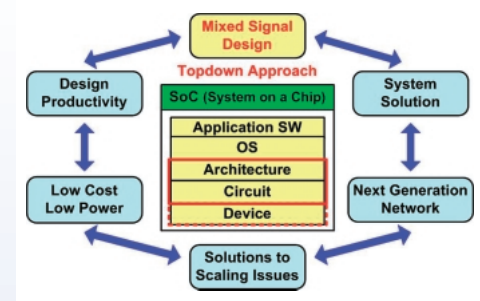 Mixed Signal
Design
Topdown Approach
Design
Productivity
SoC (System on a Chip)
System
Solution
Application SW
OS
Architecture
Circuit
Device
Low Cost
Low Power
Next Generation
Network
Solutions to
Scaling Issues